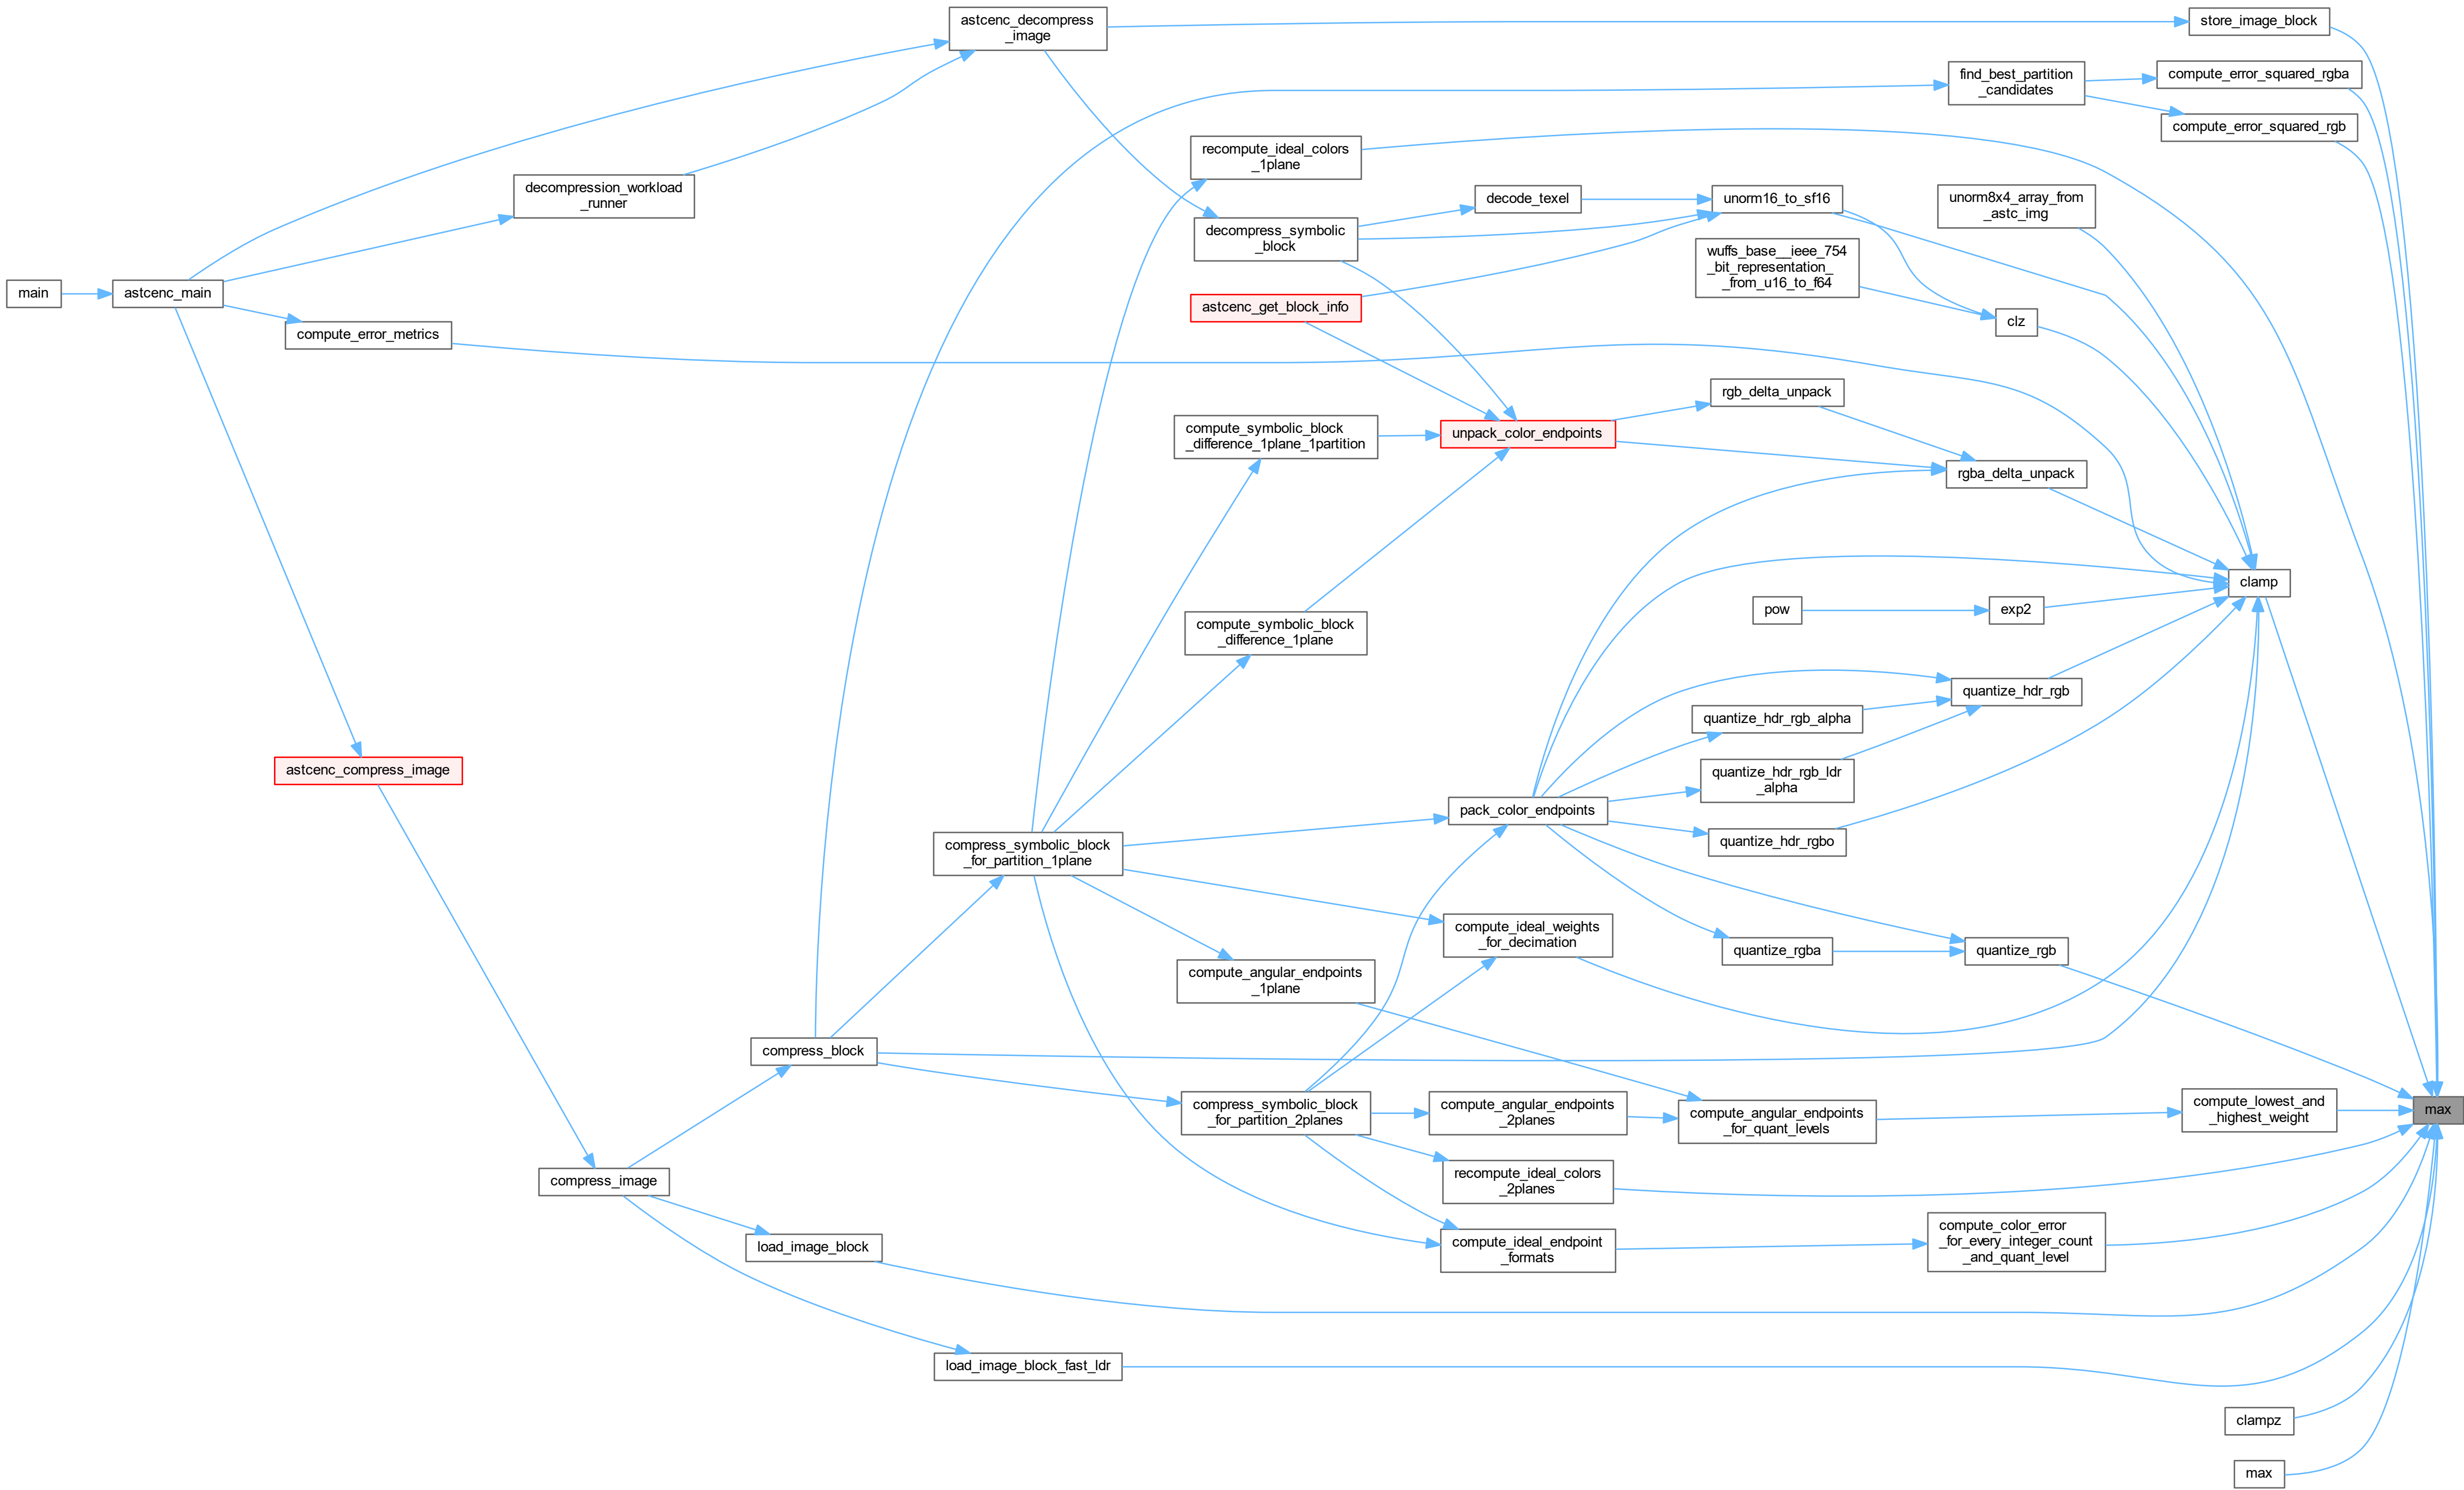 astcenc_decompress
_image
store_image_block
find_best_partition
_candidates
compute_error_squared_rgba
compute_error_squared_rgb
recompute_ideal_colors
_1plane
decompression_workload
_runner
decode_texel
unorm16_to_sf16
unorm8x4_array_from
_astc_img
decompress_symbolic
_block
wuffs_base__ieee_754
_bit_representation_
_from_u16_to_f64
main
astcenc_main
astcenc_get_block_info
clz
compute_error_metrics
rgb_delta_unpack
compute_symbolic_block
_difference_1plane_1partition
unpack_color_endpoints
rgba_delta_unpack
clamp
pow
exp2
compute_symbolic_block
_difference_1plane
quantize_hdr_rgb
quantize_hdr_rgb_alpha
astcenc_compress_image
quantize_hdr_rgb_ldr
_alpha
pack_color_endpoints
quantize_hdr_rgbo
compress_symbolic_block
_for_partition_1plane
compute_ideal_weights
_for_decimation
quantize_rgba
quantize_rgb
compute_angular_endpoints
_1plane
compress_block
compress_symbolic_block
_for_partition_2planes
compute_angular_endpoints
_2planes
compute_angular_endpoints
_for_quant_levels
compute_lowest_and
_highest_weight
max
compress_image
recompute_ideal_colors
_2planes
load_image_block
compute_ideal_endpoint
_formats
compute_color_error
_for_every_integer_count
_and_quant_level
load_image_block_fast_ldr
clampz
max